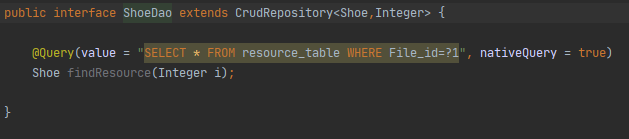 public interface ShoeDao extends CrudRepository<Shoe,Integer> {
@Query(value = "SELECT * FROM resource_table WHERE File_id=?1", nativeQuery = true)
Shoe findResource(Integer i);
}